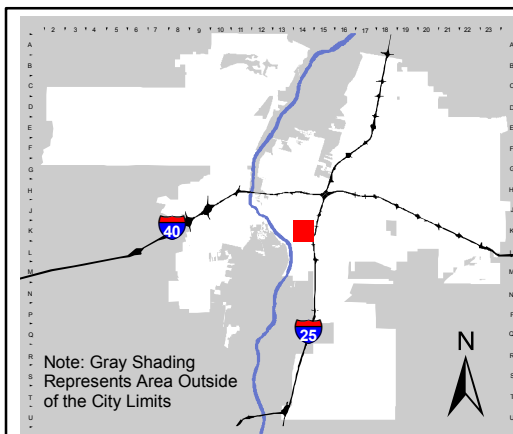 2 3 4 5 6 7 8 9 10 11 12 13 14 15 16 17 18 19 20 21 22 23
A A
B B
C C
D D
E E
F F
G G
H H
J J
K K
L L
M M
N N
P P
Q Q
R R
S S
T T
U U
40
25
N
Note: Gray Shading
Represents Area Outside
of the City Limits